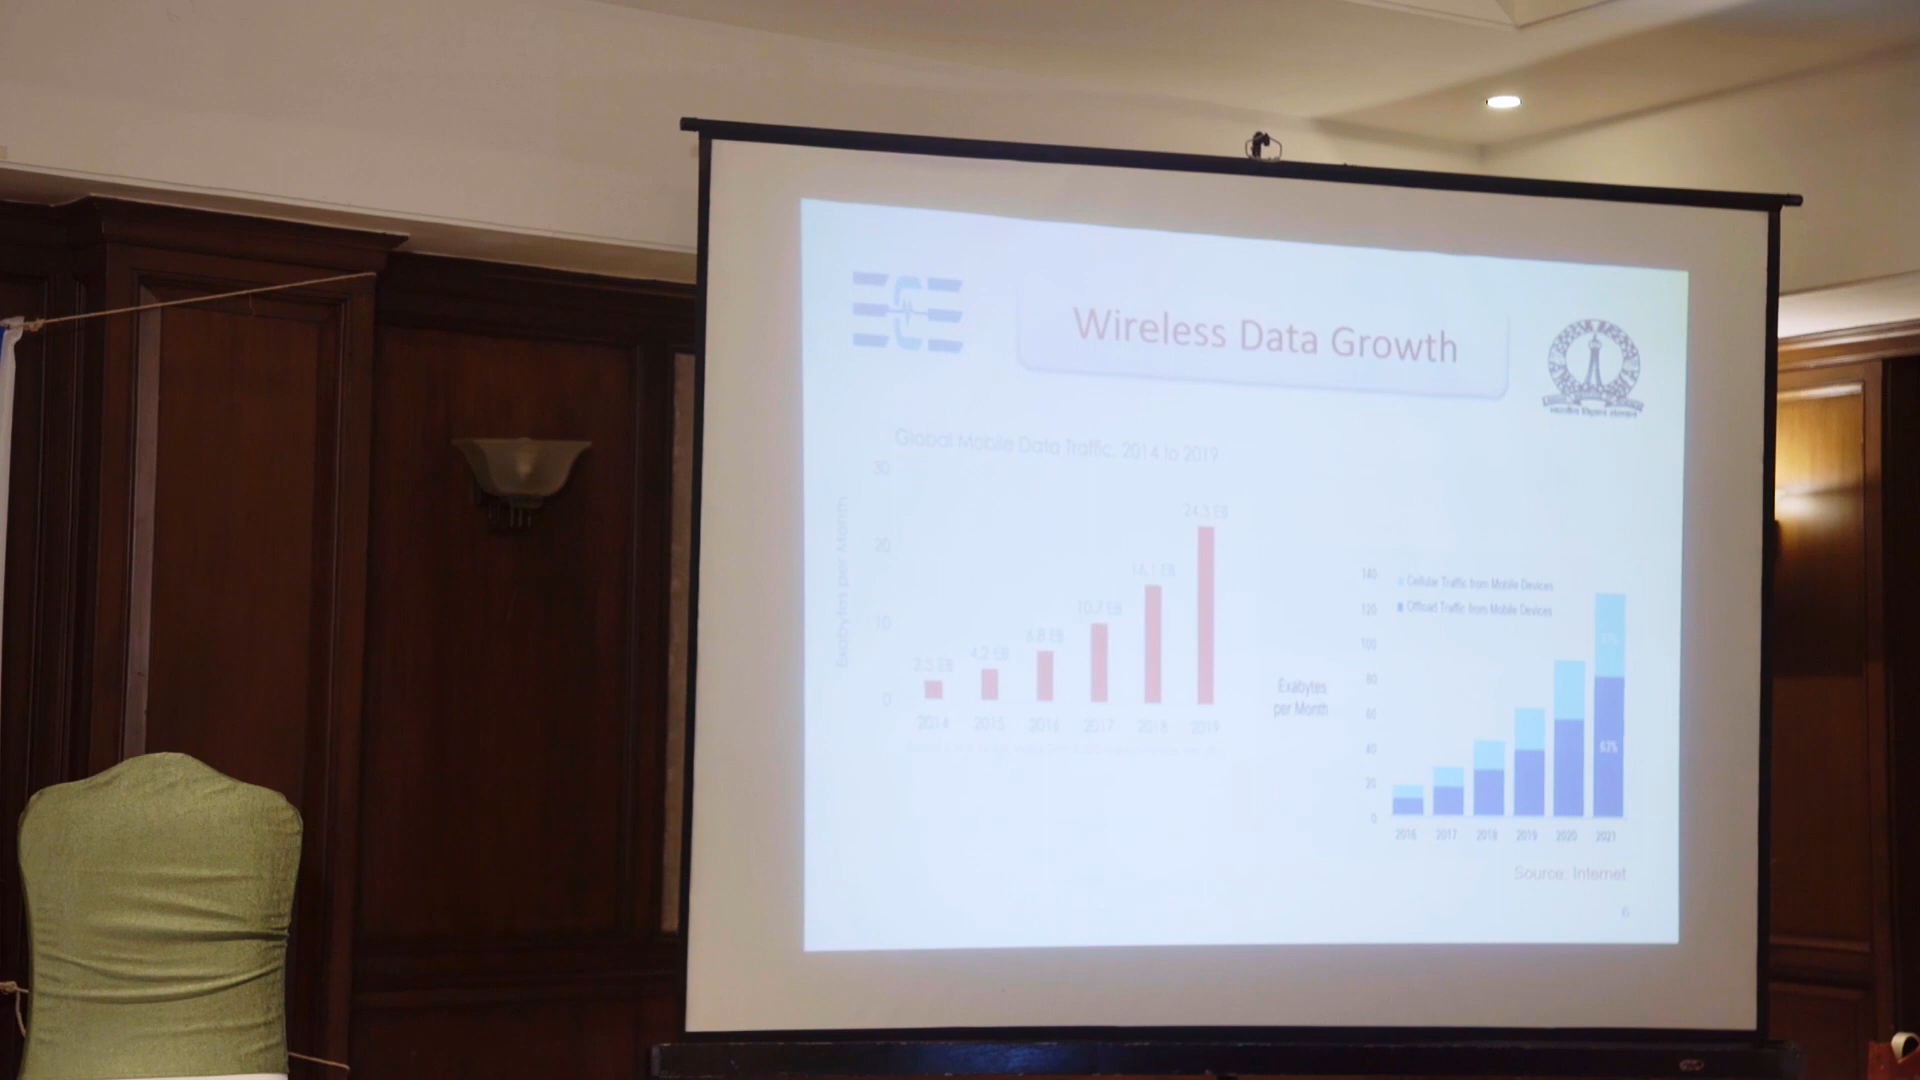 Wireless Data Growth
Global Mobile Data Traffic, 2014 to 2019
Exabytes per Month
30
20
10
0
2.5 EB
4.2 EB
6.8 EB
10.7 EB
16.1 EB
24.3 EB
2014 2015 2016 2017 2018 2019
Exabytes
per Month
140
120
100
80
60
40
20
0
Cellular Traffic from Mobile Devices
Offload Traffic from Mobile Devices
37%
63%
2016 2017 2018 2019 2020 2021
Source: Internet
6